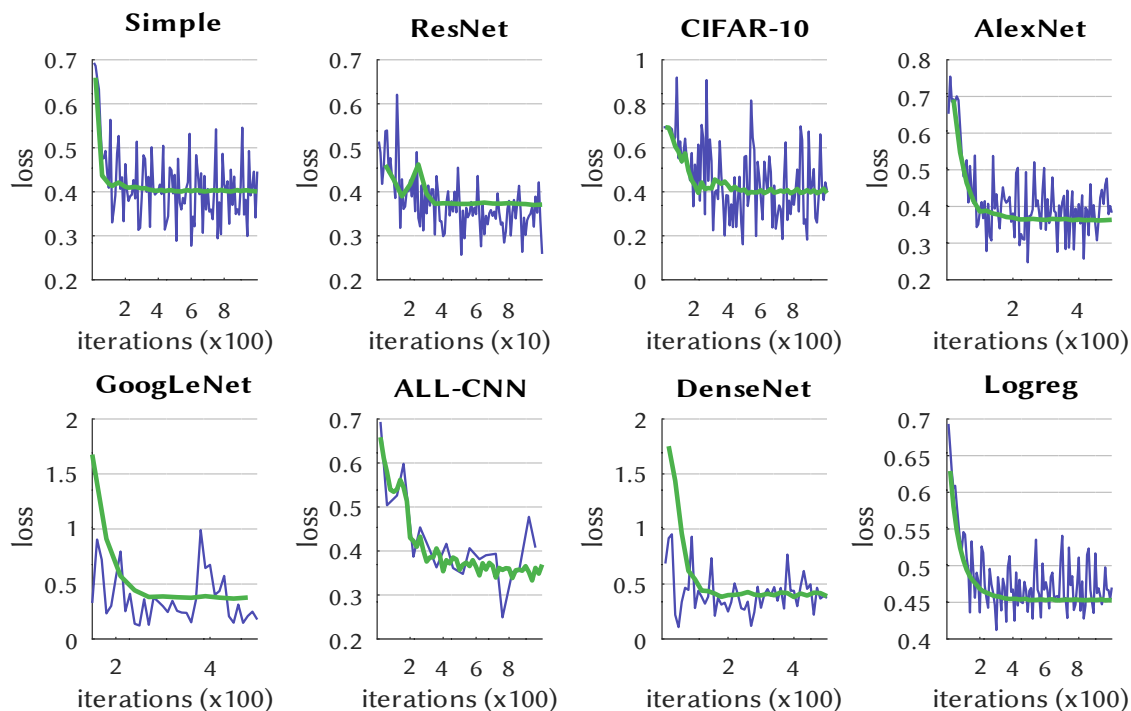 Simple
0.7
0.6
0.5
0.4
0.3
0.2
loss
2 4 6 8
iterations (x100)
ResNet
0.7
0.6
0.5
0.4
0.3
0.2
loss
2 4 6 8
iterations (x10)
CIFAR-10
1
0.8
0.6
0.4
0.2
0
loss
2 4 6 8
iterations (x100)
AlexNet
0.8
0.7
0.6
0.5
0.4
0.3
0.2
loss
2 4
iterations (x100)
GoogLeNet
2
1.5
1
0.5
0
loss
2 4
iterations (x100)
ALL-CNN
0.7
0.6
0.5
0.4
0.3
0.2
loss
2 4 6 8
iterations (x100)
DenseNet
2
1.5
1
0.5
0
loss
2 4
iterations (x100)
Logreg
0.7
0.65
0.6
0.55
0.5
0.45
0.4
loss
2 4 6 8
iterations (x100)